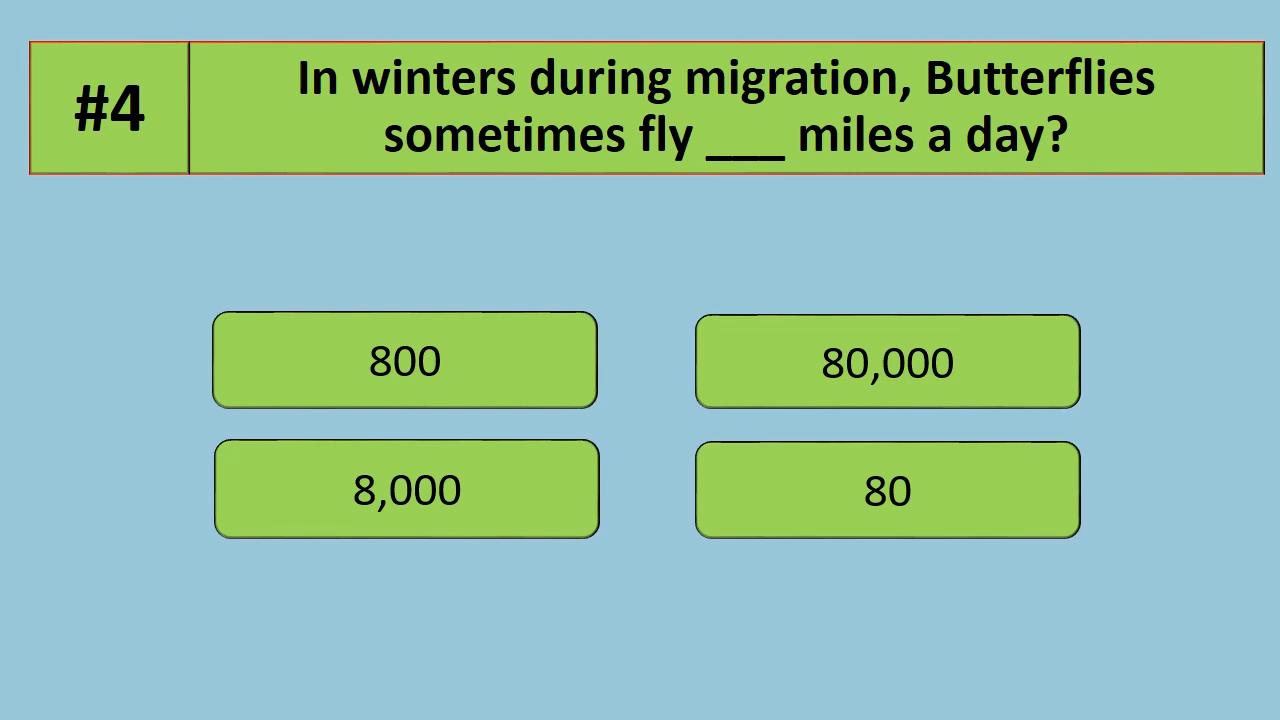 #4
In winters during migration, Butterflies
sometimes fly ___ miles a day?
800
80,000
8,000
80